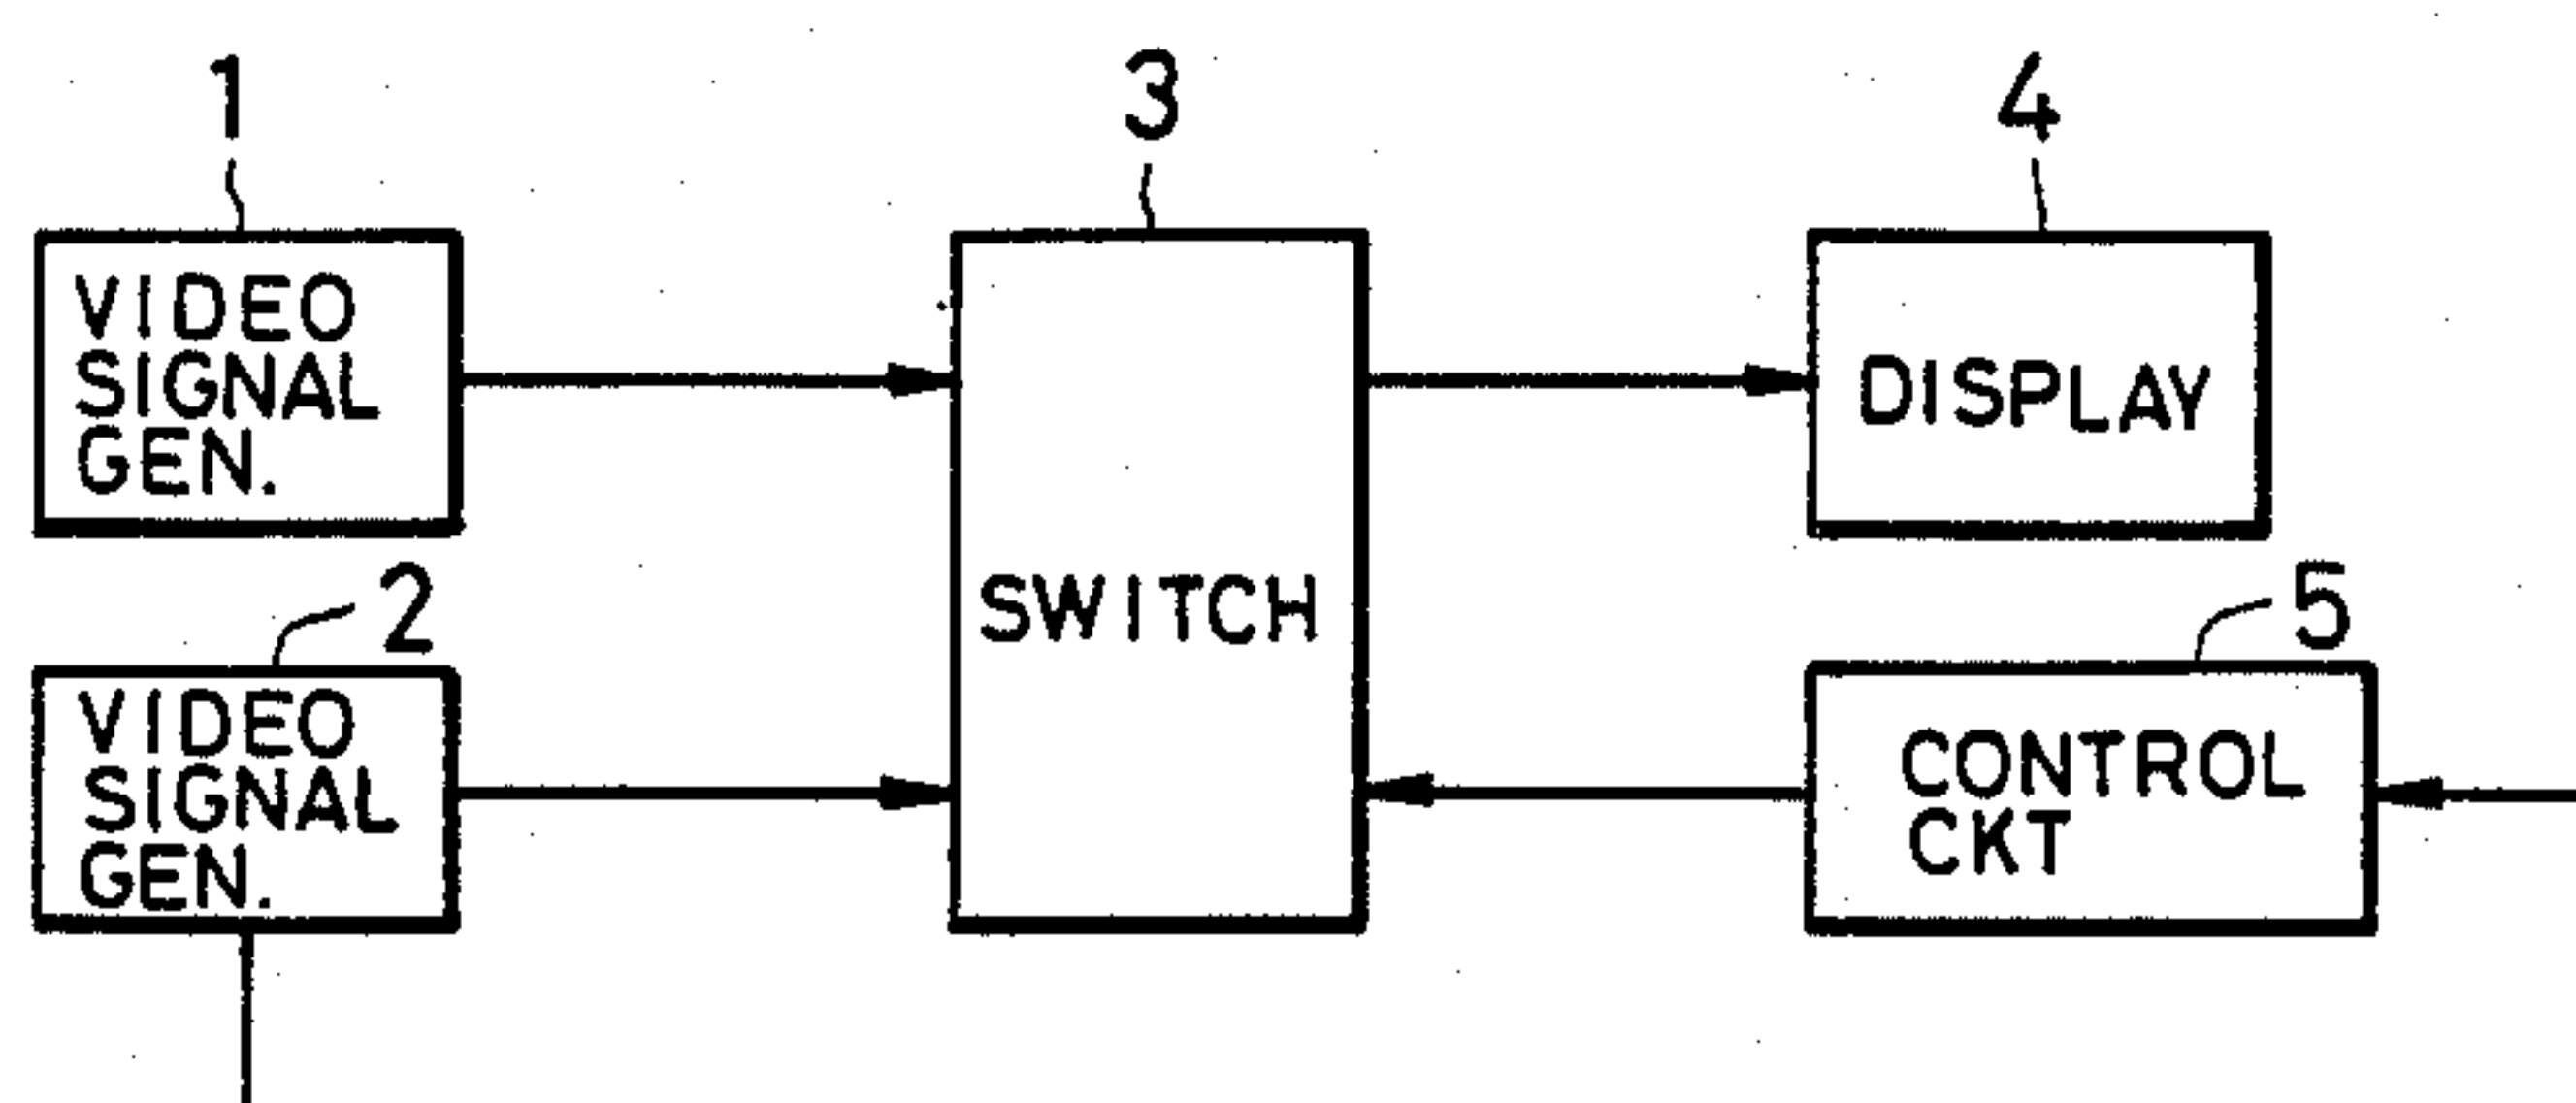 1
3
4
VIDEO
SIGNAL
GEN.
DISPLAY
2
5
SWITCH
VIDEO
SIGNAL
GEN.
CONTROL
CKT